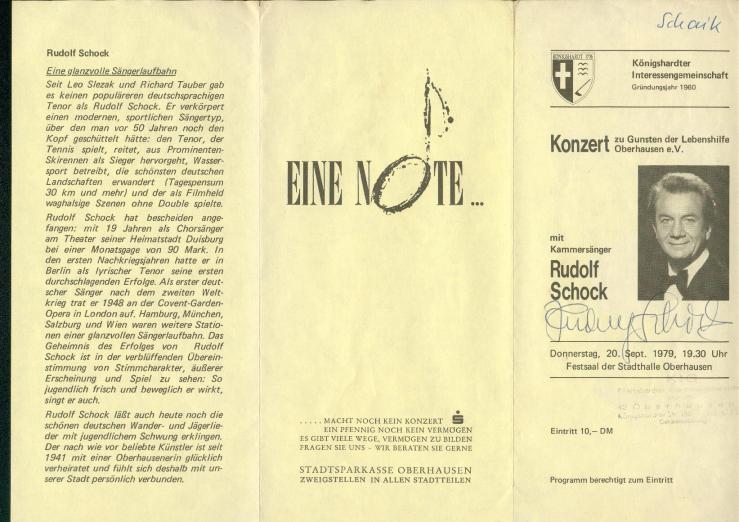 Rudolf Schock
Eine glanzvolle Sängerlaufbahn
Seit Leo Slezak und Richard Tauber gab
es keinen populäreren deutschsprachigen
Tenor als Rudolf Schock. Er verkörpert
einen modernen, sportlichen Sängertyp,
über den man vor 50 Jahren noch den
Kopf geschüttelt hätte: den Tenor, der
Tennis spielt, reitet, aus Prominenten-
Skirennen als Sieger hervorgeht, Wasser-
sport betreibt, die schönsten deutschen
Landschaften erwandert (Tagespensum
30 km und mehr) und der als Filmheld
waghalsige Szenen ohne Double spielte.
Rudolf Schock hat bescheiden ange-
fangen: mit 19 Jahren als Chorsänger
am Theater seiner Heimatstadt Duisburg
bei einer Monatsgage von 90 Mark. In
den ersten Nachkriegsjahren hatte er in
Berlin als lyrischer Tenor seine ersten
durchschlagenden Erfolge. Als erster deut-
scher Sänger nach dem zweiten Welt-
krieg trat er 1948 an der Covent-Garden-
Opera in London auf. Hamburg, München,
Salzburg und Wien waren weitere Statio-
nen einer glanzvollen Sängerlaufbahn. Das
Geheimnis des Erfolges von Rudolf
Schock ist in der verblüffenden Überein-
stimmung von Stimmcharakter, äußerer
Erscheinung und Spiel zu sehen: So
jugendlich frisch und beweglich er wirkt,
singt er auch.
Rudolf Schock läßt auch heute noch die
schönen deutschen Wander- und Jägerlie-
der mit jugendlichem Schwung erklingen.
Der nach wie vor beliebte Künstler ist seit
1941 mit einer Oberhausenerin glücklich
verheiratet und fühlt sich deshalb mit un-
serer Stadt persönlich verbunden.
EINE NOTE ...
. . . . . MACHT NOCH KEIN KONZERT
EIN PFENNIG NOCH KEIN VERMÖGEN
ES GIBT VIELE WEGE, VERMÖGEN ZU BILDEN
FRAGEN SIE UNS – WIR BERATEN SIE GERNE
STADTSPARKASSE OBERHAUSEN
ZWEIGSTELLEN IN ALLEN STADTTEILEN
Schock
KÖNIGSHARDT
Königshardter
Interessengemeinschaft
Gründungsjahr 1960
Konzert zu Gunsten der Lebenshilfe
Oberhausen e.V.
mit
Kammersänger
Rudolf
Schock
Rudolf Schock
Donnerstag, 20. Sept. 1979, 19.30 Uhr
Festsaal der Stadthalle Oberhausen
Oberhausen
Eintritt 10,– DM
Programm berechtigt zum Eintritt